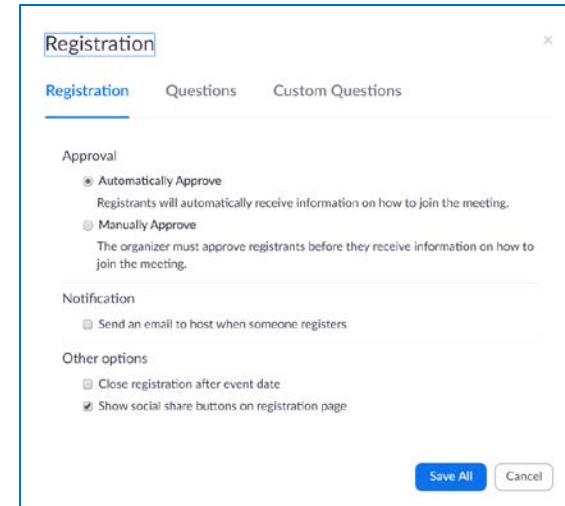 Registration
×
Registration Questions Custom Questions
Approval
Automatically Approve
Registrants will automatically receive information on how to join the meeting.
Manually Approve
The organizer must approve registrants before they receive information on how to
join the meeting.
Notification
Send an email to host when someone registers
Other options
Close registration after event date
Show social share buttons on registration page
Save All Cancel